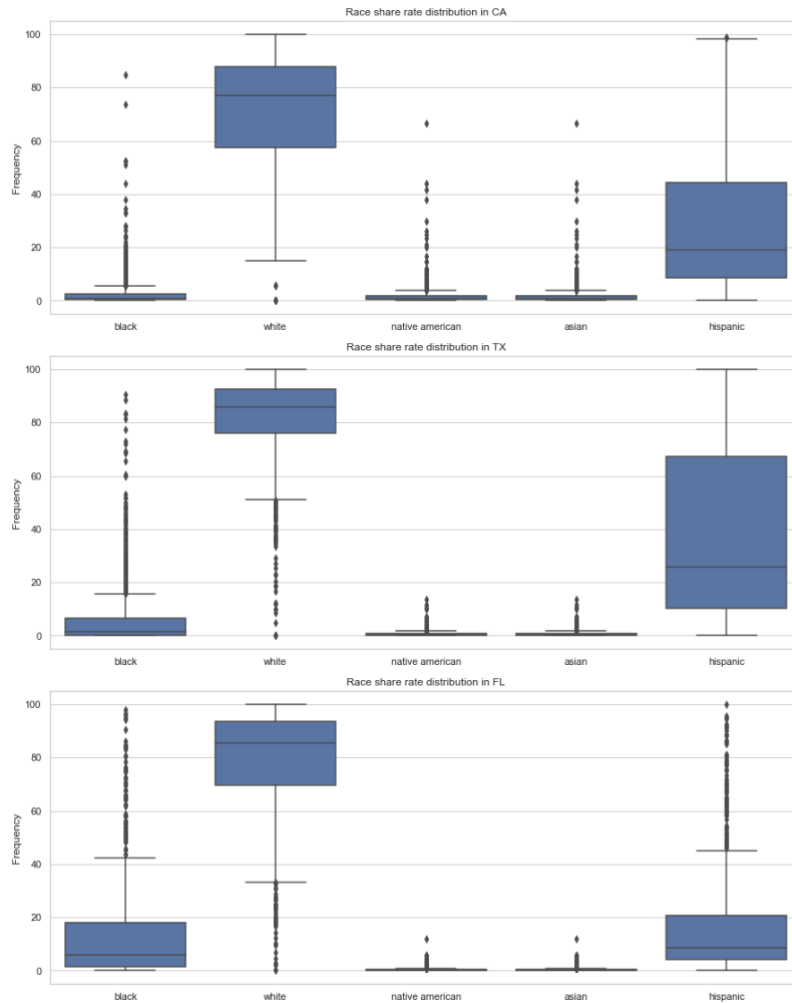 Race share rate distribution in CA
100
80
60
40
20
0
Frequency
black white native american asian hispanic
Race share rate distribution in TX
100
80
60
40
20
0
Frequency
black white native american asian hispanic
Race share rate distribution in FL
100
80
60
40
20
0
Frequency
black white native american asian hispanic